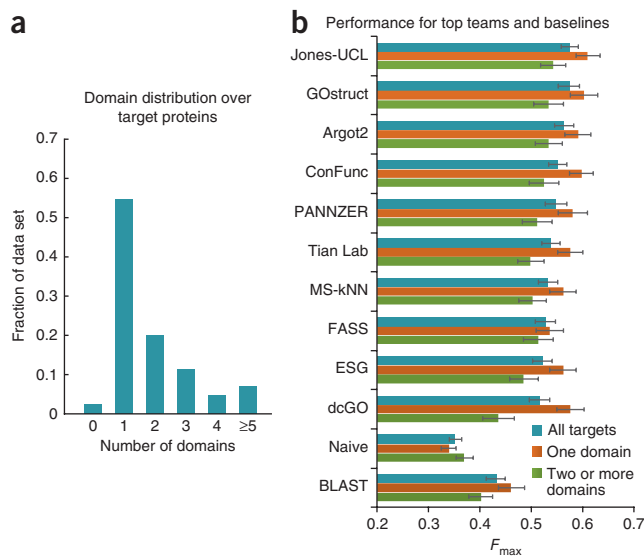 a
Domain distribution over
target proteins
0.7
0.6
0.5
0.4
0.3
0.2
0.1
0
Fraction of data set
0 1 2 3 4 ≥5
Number of domains
b
Performance for top teams and baselines
Jones-UCL
GOstruct
Argot2
ConFunc
PANNZER
Tian Lab
MS-kNN
FASS
ESG
dcGO
Naive
BLAST
All targets
One domain
Two or more
domains
0.2 0.3 0.4 0.5 0.6 0.7
Fmax